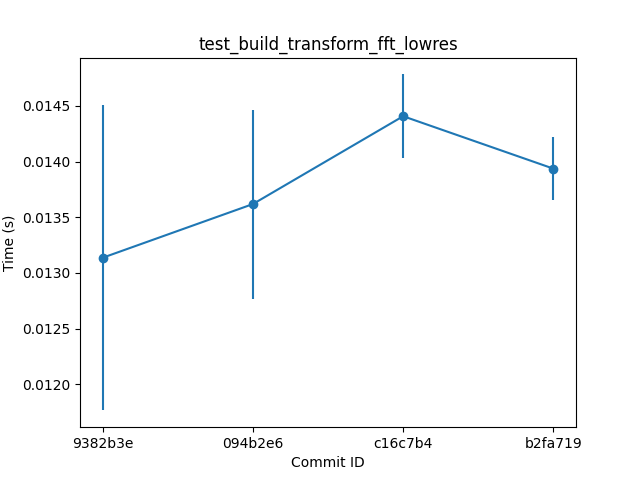 test_build_transform_fft_lowres
Time (s)
0.0145
0.0140
0.0135
0.0130
0.0125
0.0120
9382b3e 094b2e6 c16c7b4 b2fa719
Commit ID